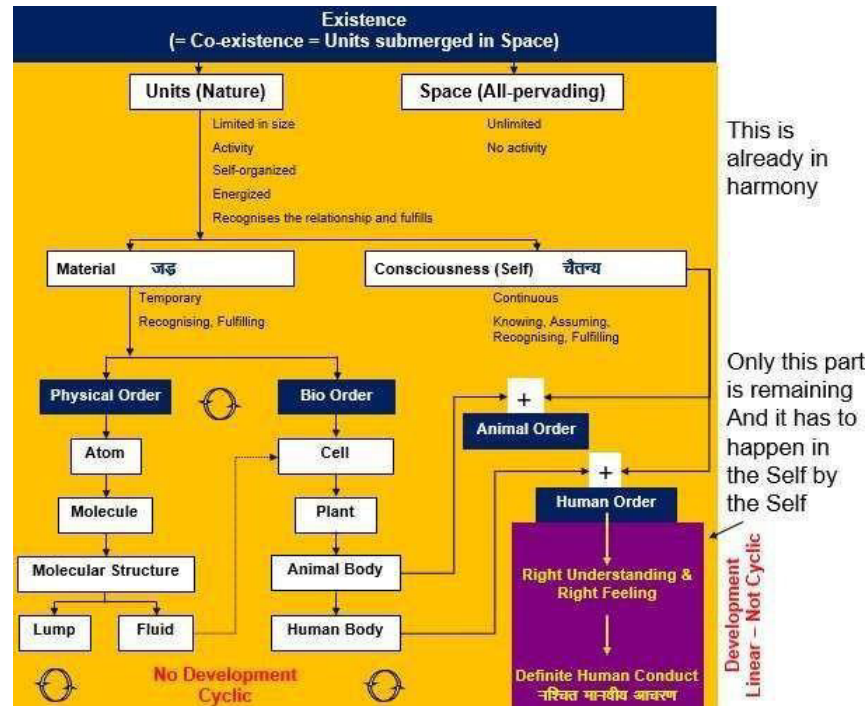 Existence
(= Co-existence = Units submerged in Space)
Units (Nature)
Space (All-pervading)
Limited in size
Activity
Self-organized
Energized
Recognises the relationship and fulfills
Unlimited
No activity
This is
already in
harmony
Material जड़
Consciousness (Self) चैतन्य
Temporary
Recognising, Fulfilling
Continuous
Knowing, Assuming,
Recognising, Fulfilling
Physical Order
Bio Order
+
Animal Order
Atom
Cell
+
Human Order
Molecule
Plant
Molecular Structure
Animal Body
Lump
Fluid
Human Body
Right Understanding &
Right Feeling
Definite Human Conduct
निश्चित मानवीय आचरण
No Development
Cyclic
Only this part
is remaining
And it has to
happen in
the Self by
the Self
Development
Linear – Not Cyclic